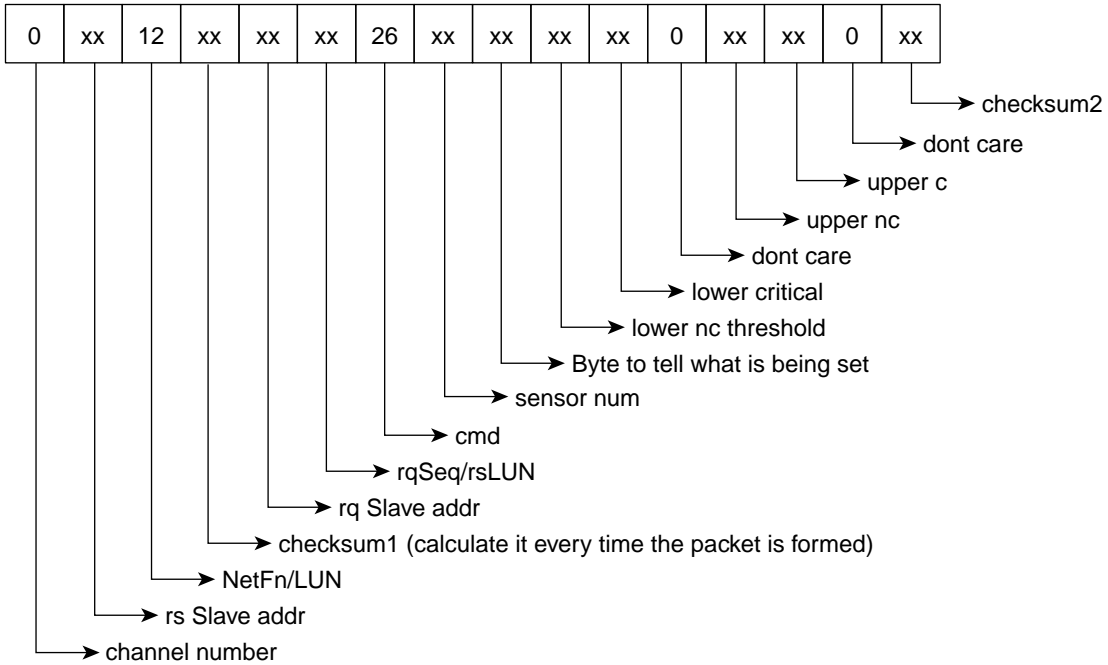 0 xx 12 xx xx xx 26 xx xx xx xx 0 xx xx 0 xx
checksum2
dont care
upper c
upper nc
dont care
lower critical
lower nc threshold
Byte to tell what is being set
sensor num
cmd
rqSeq/rsLUN
rq Slave addr
checksum1 (calculate it every time the packet is formed)
NetFn/LUN
rs Slave addr
channel number